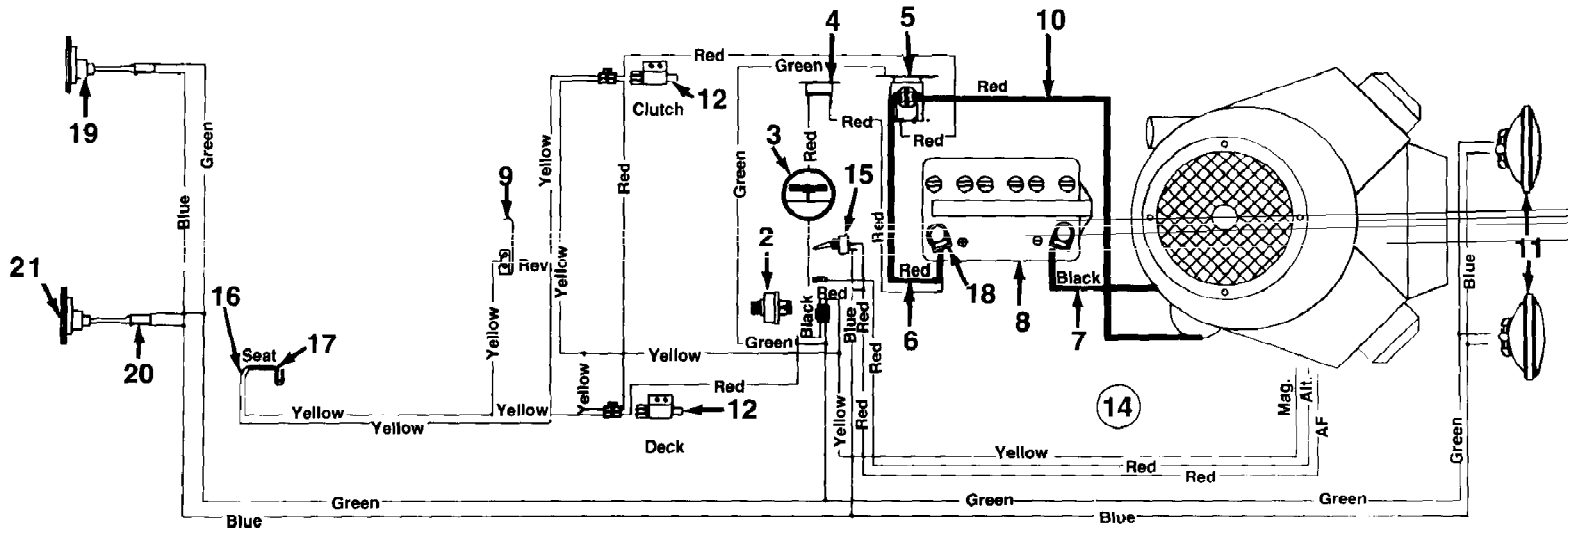 4
5
10
Red
Green
Red
12
Clutch
19
Green
Yellow
Red
Red
Red
Red
3
Green
15
9
Blue
Yellow
Red
2
Rev
Red
18
Black
8
7
6
21
16
Seat
17
20
Yellow
Black
Red
Blue
Red
Red
Green
Yellow
Red
Yellow
12
Deck
Yellow
Yellow
Yellow
Yellow
Red
14
Mag.
Alt.
AF
Yellow
Red
Red
Blue
11
Green
Green
Green
Green
Blue
Blue